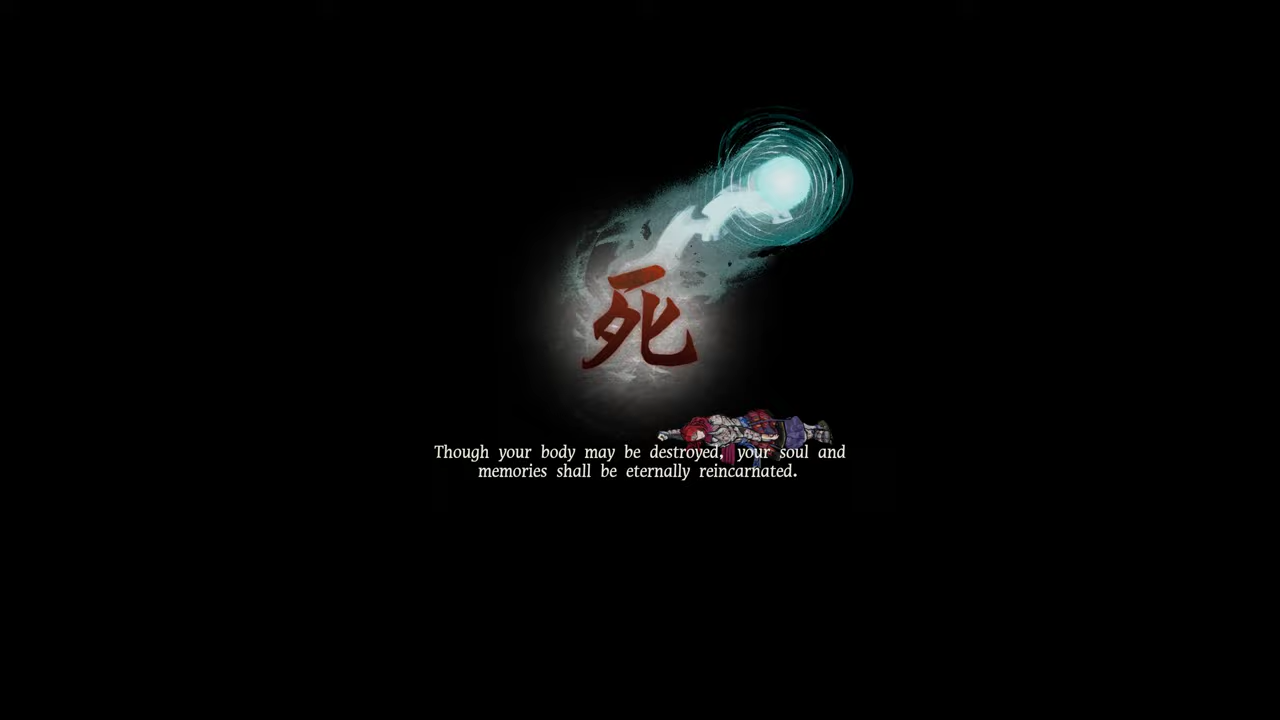 死
Though your body may be destroyed, your soul and
memories shall be eternally reincarnated.